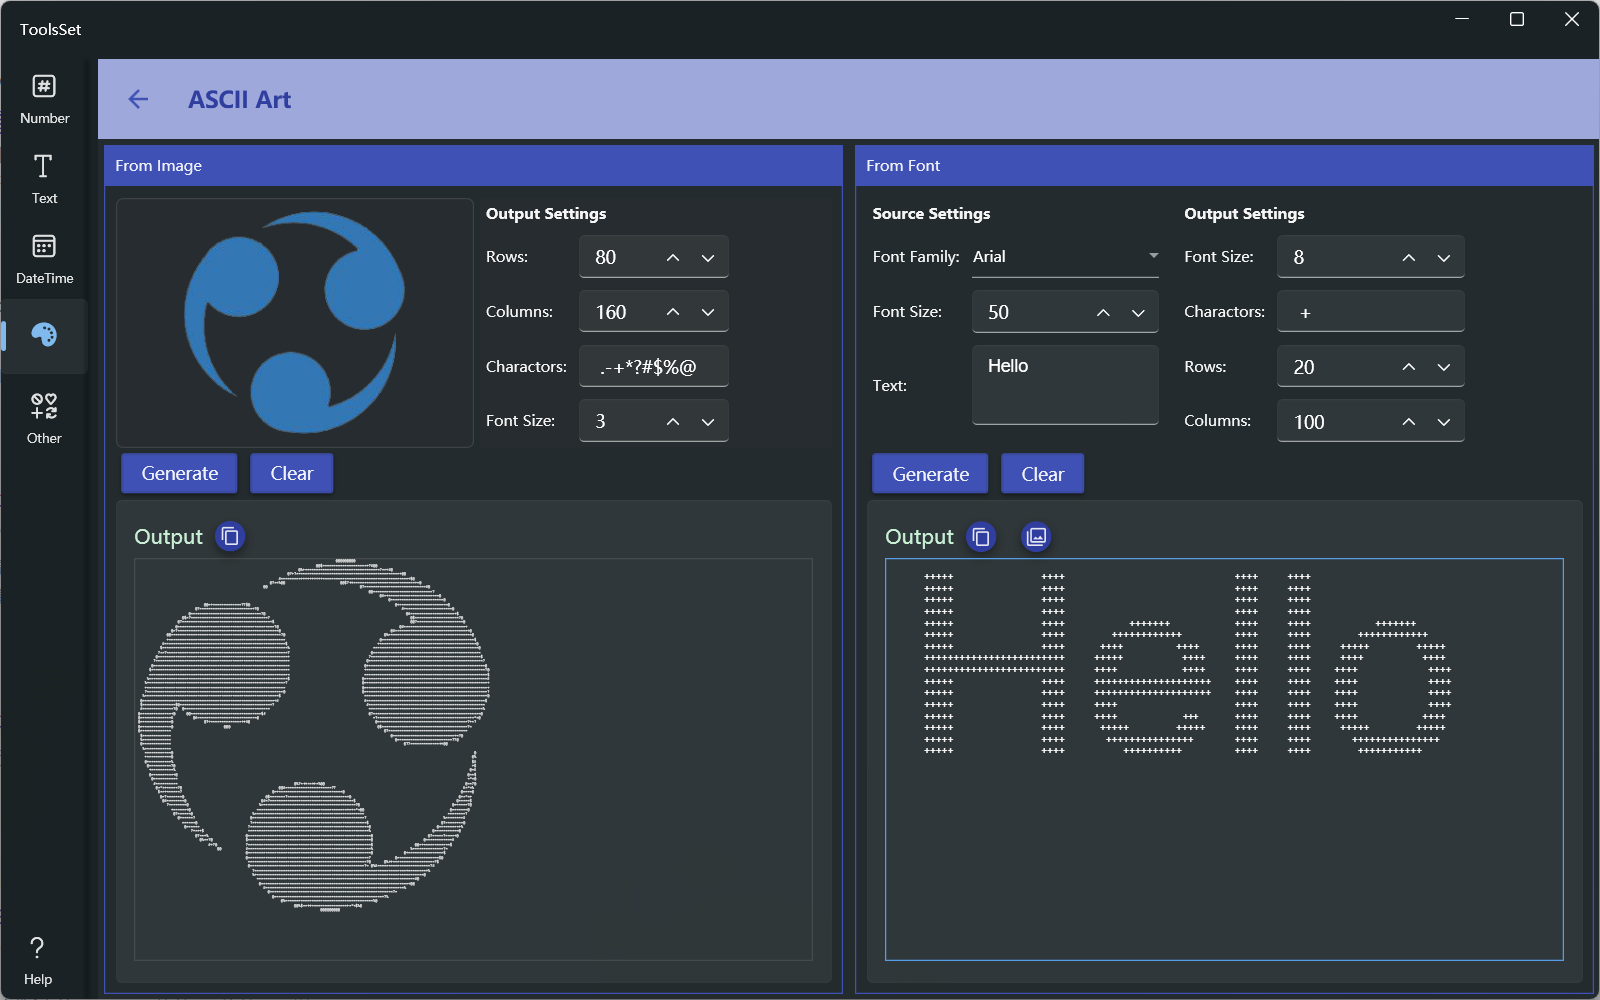 ToolsSet
Number
Text
DateTime
Other
Help
ASCII Art
From Image
Output Settings
Rows: 80
Columns: 160
Charactors: .-+*?#$%@
Font Size: 3
Generate Clear
Output
From Font
Source Settings
Font Family: Arial
Font Size: 50
Text: Hello
Output Settings
Font Size: 8
Charactors: +
Rows: 20
Columns: 100
Generate Clear
Output
Hello